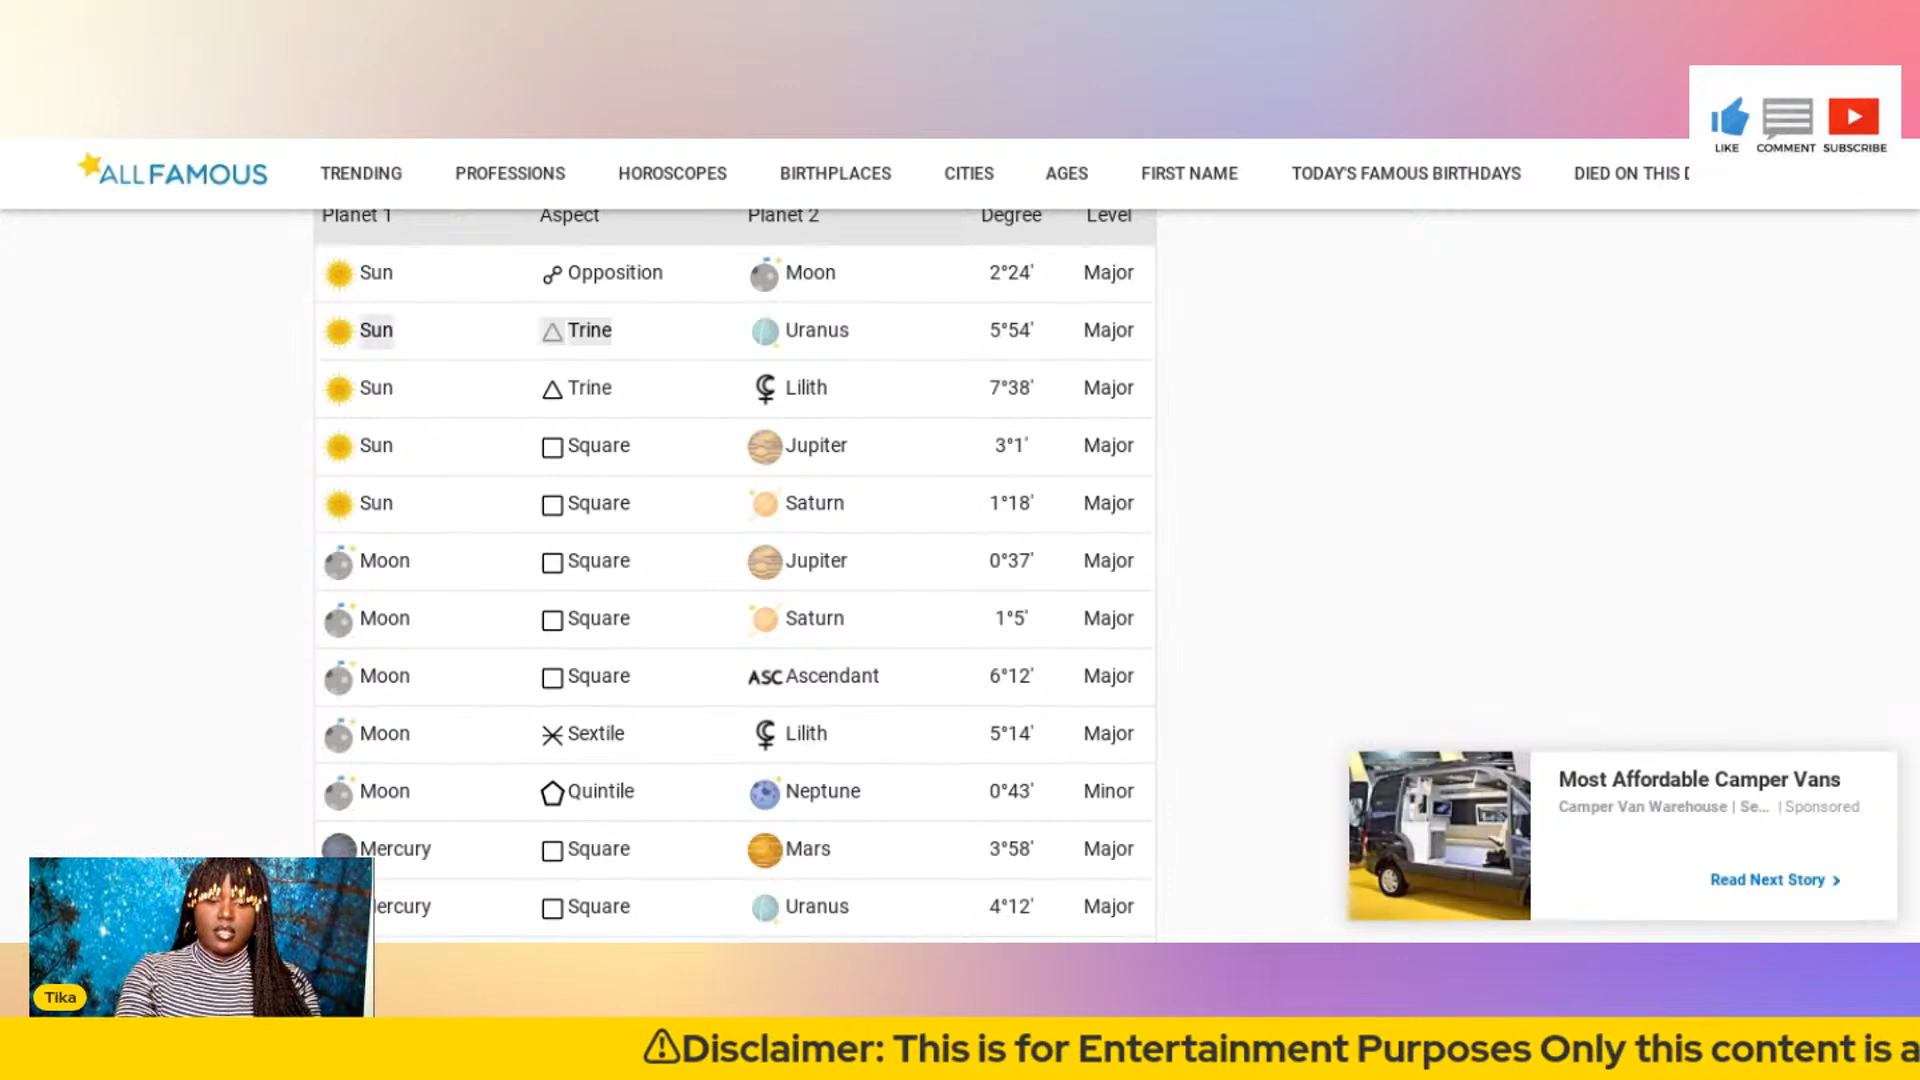 LIKE COMMENT SUBSCRIBE
ALLFAMOUS TRENDING PROFESSIONS HOROSCOPES BIRTHPLACES CITIES AGES FIRST NAME TODAY'S FAMOUS BIRTHDAYS DIED ON THIS D
Planet 1 Aspect Planet 2 Degree Level
Sun Opposition Moon 2°24' Major
Sun Trine Uranus 5°54' Major
Sun Trine Lilith 7°38' Major
Sun Square Jupiter 3°1' Major
Sun Square Saturn 1°18' Major
Moon Square Jupiter 0°37' Major
Moon Square Saturn 1°5' Major
Moon Square ASC Ascendant 6°12' Major
Moon Sextile Lilith 5°14' Major
Moon Quintile Neptune 0°43' Minor
Mercury Square Mars 3°58' Major
ercury Square Uranus 4°12' Major
Most Affordable Camper Vans
Camper Van Warehouse | Se... | Sponsored
Read Next Story >
Tika
⚠Disclaimer: This is for Entertainment Purposes Only this content is a